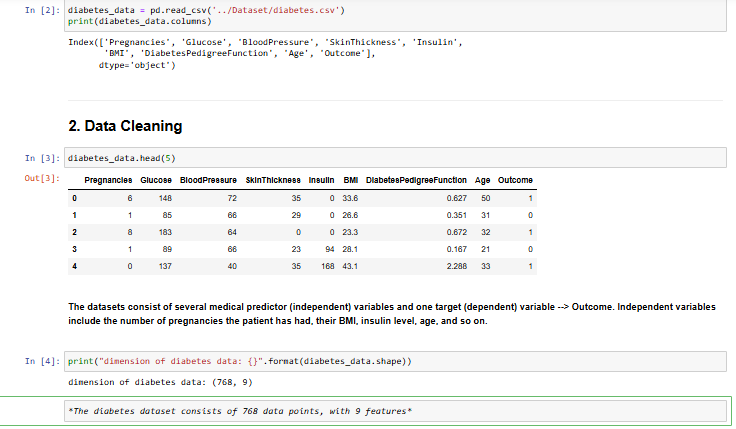 In [2]: diabetes_data = pd.read_csv('../Dataset/diabetes.csv')
print(diabetes_data.columns)
Index(['Pregnancies', 'Glucose', 'BloodPressure', 'SkinThickness', 'Insulin',
'BMI', 'DiabetesPedigreeFunction', 'Age', 'Outcome'],
dtype='object')
2. Data Cleaning
In [3]: diabetes_data.head(5)
Out[3]:
Pregnancies Glucose BloodPressure SkinThickness Insulin BMI DiabetesPedigreeFunction Age Outcome
0 6 148 72 35 0 33.6 0.627 50 1
1 1 85 66 29 0 26.6 0.351 31 0
2 8 183 64 0 0 23.3 0.672 32 1
3 1 89 66 23 94 28.1 0.167 21 0
4 0 137 40 35 168 43.1 2.288 33 1
The datasets consist of several medical predictor (independent) variables and one target (dependent) variable --> Outcome. Independent variables
include the number of pregnancies the patient has had, their BMI, insulin level, age, and so on.
In [4]: print("dimension of diabetes data: {}".format(diabetes_data.shape))
dimension of diabetes data: (768, 9)
*The diabetes dataset consists of 768 data points, with 9 features*